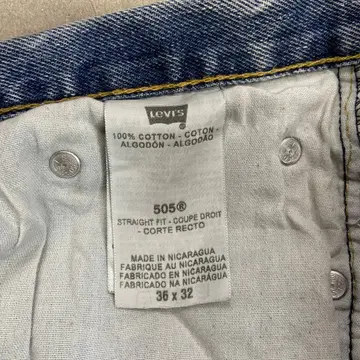 LEVI'S
®
100% COTTON - COTON -
ALGODÓN - ALGODÃO
505®
STRAIGHT FIT - COUPE DROIT
- CORTE RECTO
MADE IN NICARAGUA
FABRIQUE AU NICARAGUA
FABRICADO EN NICARAGUA
FABRICADO NA NICARÁGUA
36 x 32